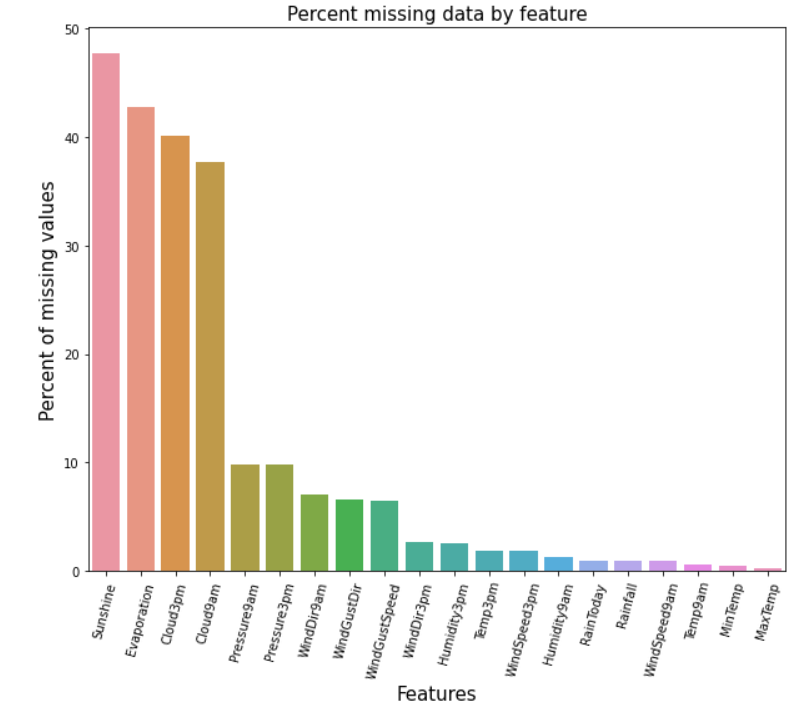 Percent missing data by feature
Percent of missing values
50
40
30
20
10
0
Sunshine
Evaporation
Cloud3pm
Cloud9am
Pressure9am
Pressure3pm
WindDir9am
WindGustDir
WindGustSpeed
WindDir3pm
Humidity3pm
Temp3pm
WindSpeed3pm
Humidity9am
RainToday
Rainfall
WindSpeed9am
Temp9am
MinTemp
MaxTemp
Features